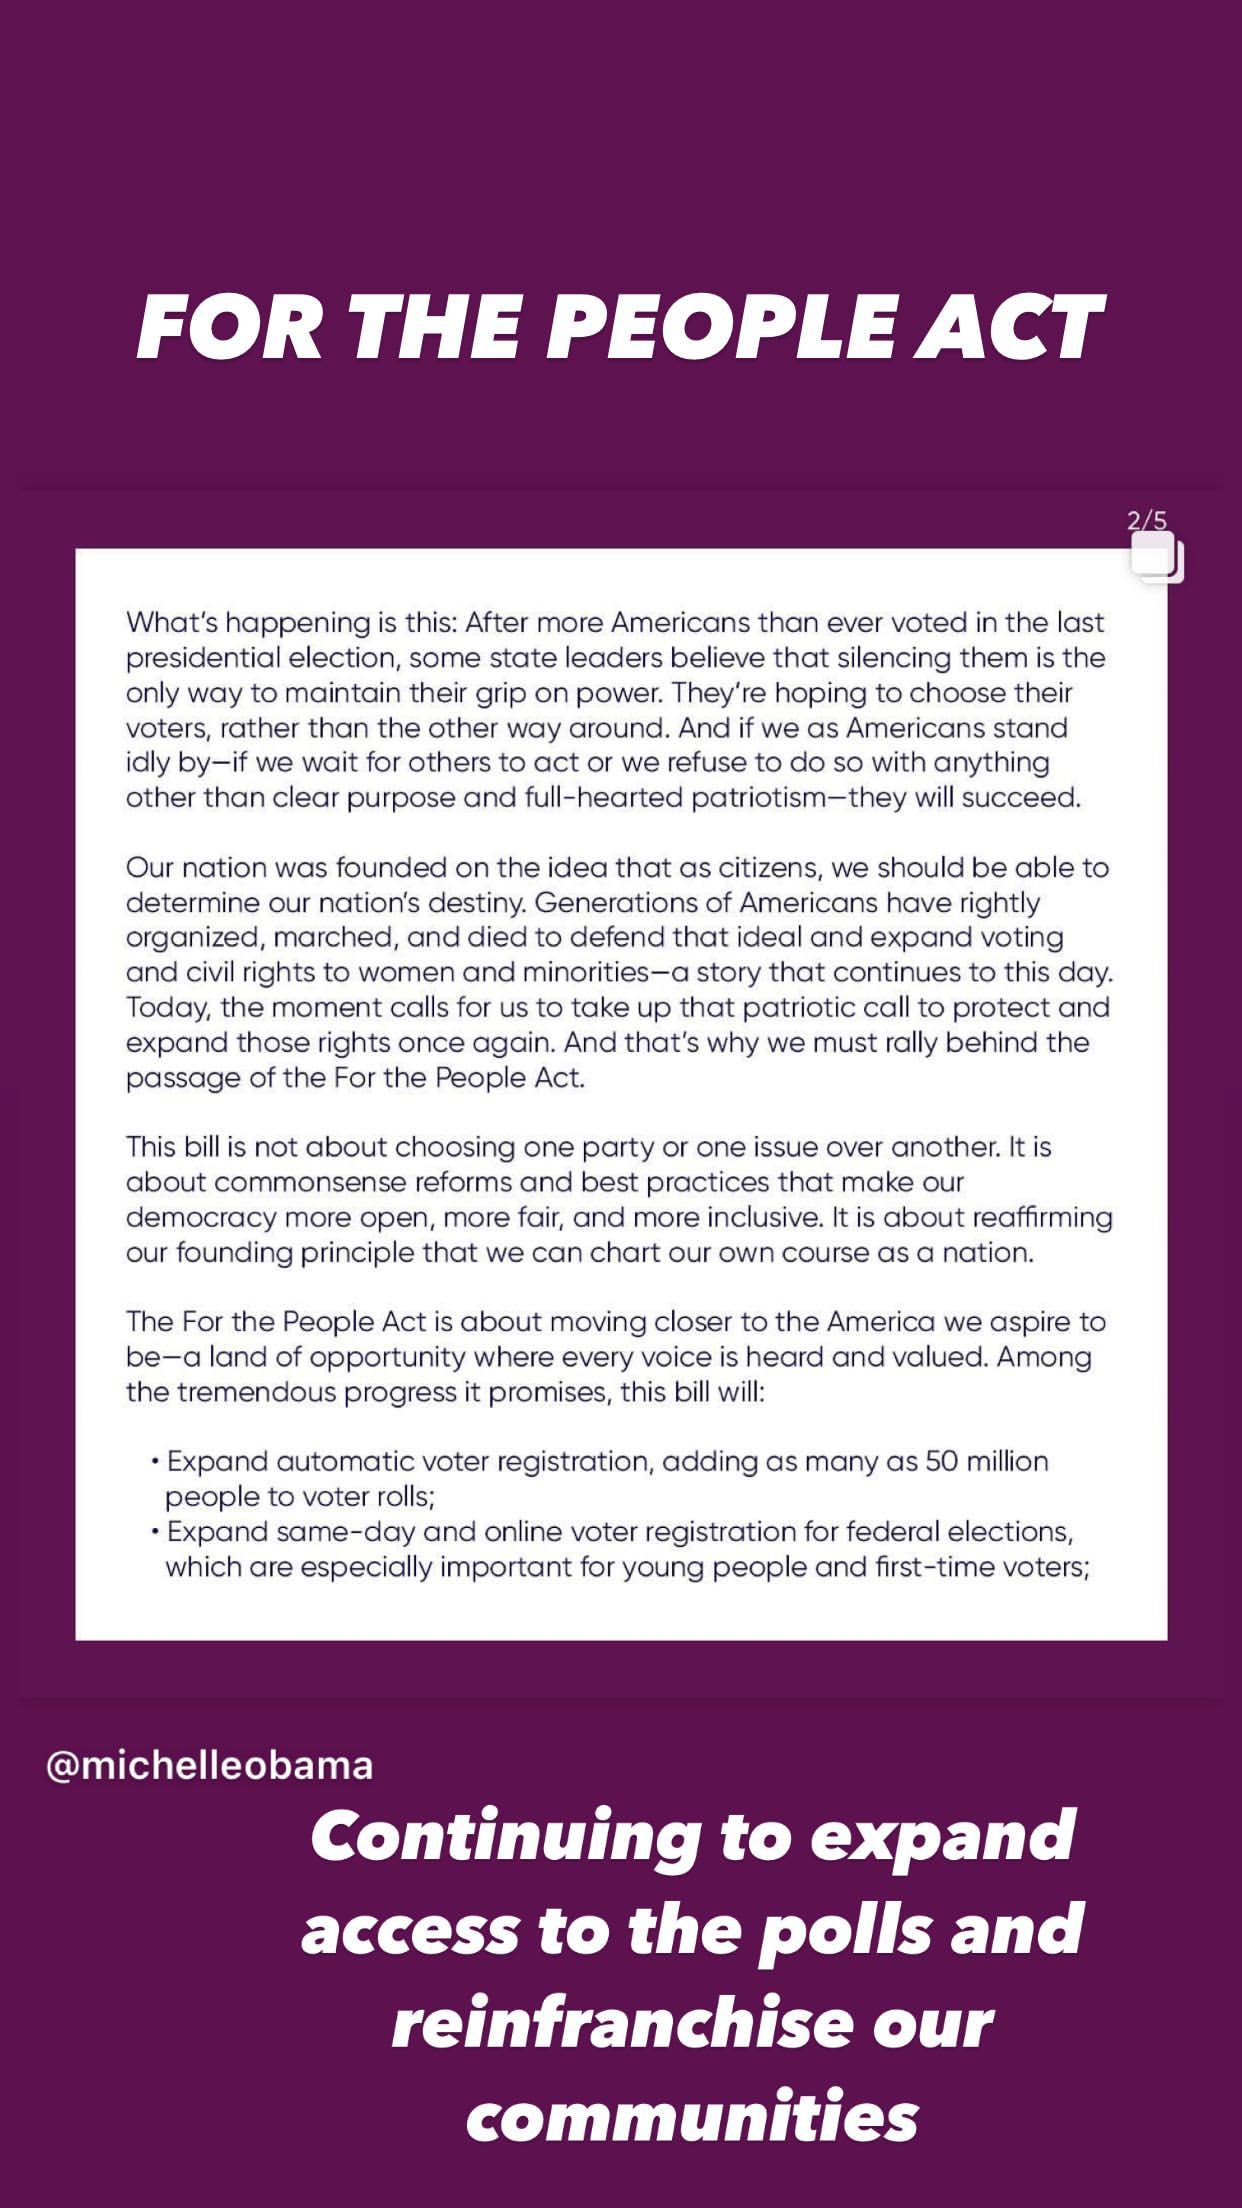 FOR THE PEOPLE ACT
2/5
What's happening is this: After more Americans than ever voted in the last
presidential election, some state leaders believe that silencing them is the
only way to maintain their grip on power. They're hoping to choose their
voters, rather than the other way around. And if we as Americans stand
idly by—if we wait for others to act or we refuse to do so with anything
other than clear purpose and full-hearted patriotism—they will succeed.
Our nation was founded on the idea that as citizens, we should be able to
determine our nation's destiny. Generations of Americans have rightly
organized, marched, and died to defend that ideal and expand voting
and civil rights to women and minorities—a story that continues to this day.
Today, the moment calls for us to take up that patriotic call to protect and
expand those rights once again. And that's why we must rally behind the
passage of the For the People Act.
This bill is not about choosing one party or one issue over another. It is
about commonsense reforms and best practices that make our
democracy more open, more fair, and more inclusive. It is about reaffirming
our founding principle that we can chart our own course as a nation.
The For the People Act is about moving closer to the America we aspire to
be—a land of opportunity where every voice is heard and valued. Among
the tremendous progress it promises, this bill will:
• Expand automatic voter registration, adding as many as 50 million
people to voter rolls;
• Expand same-day and online voter registration for federal elections,
which are especially important for young people and first-time voters;
@michelleobama
Continuing to expand
access to the polls and
reinfranchise our
communities